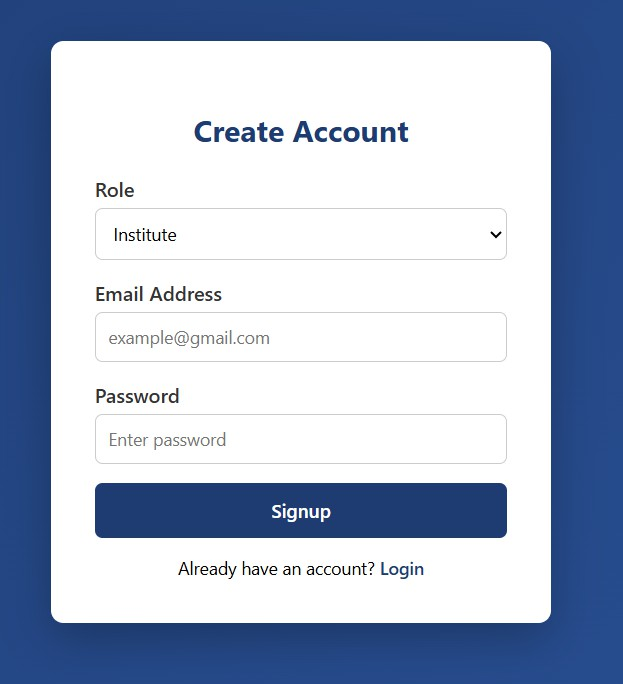 Create Account
Role
Institute
Email Address
example@gmail.com
Password
Enter password
Signup
Already have an account? Login